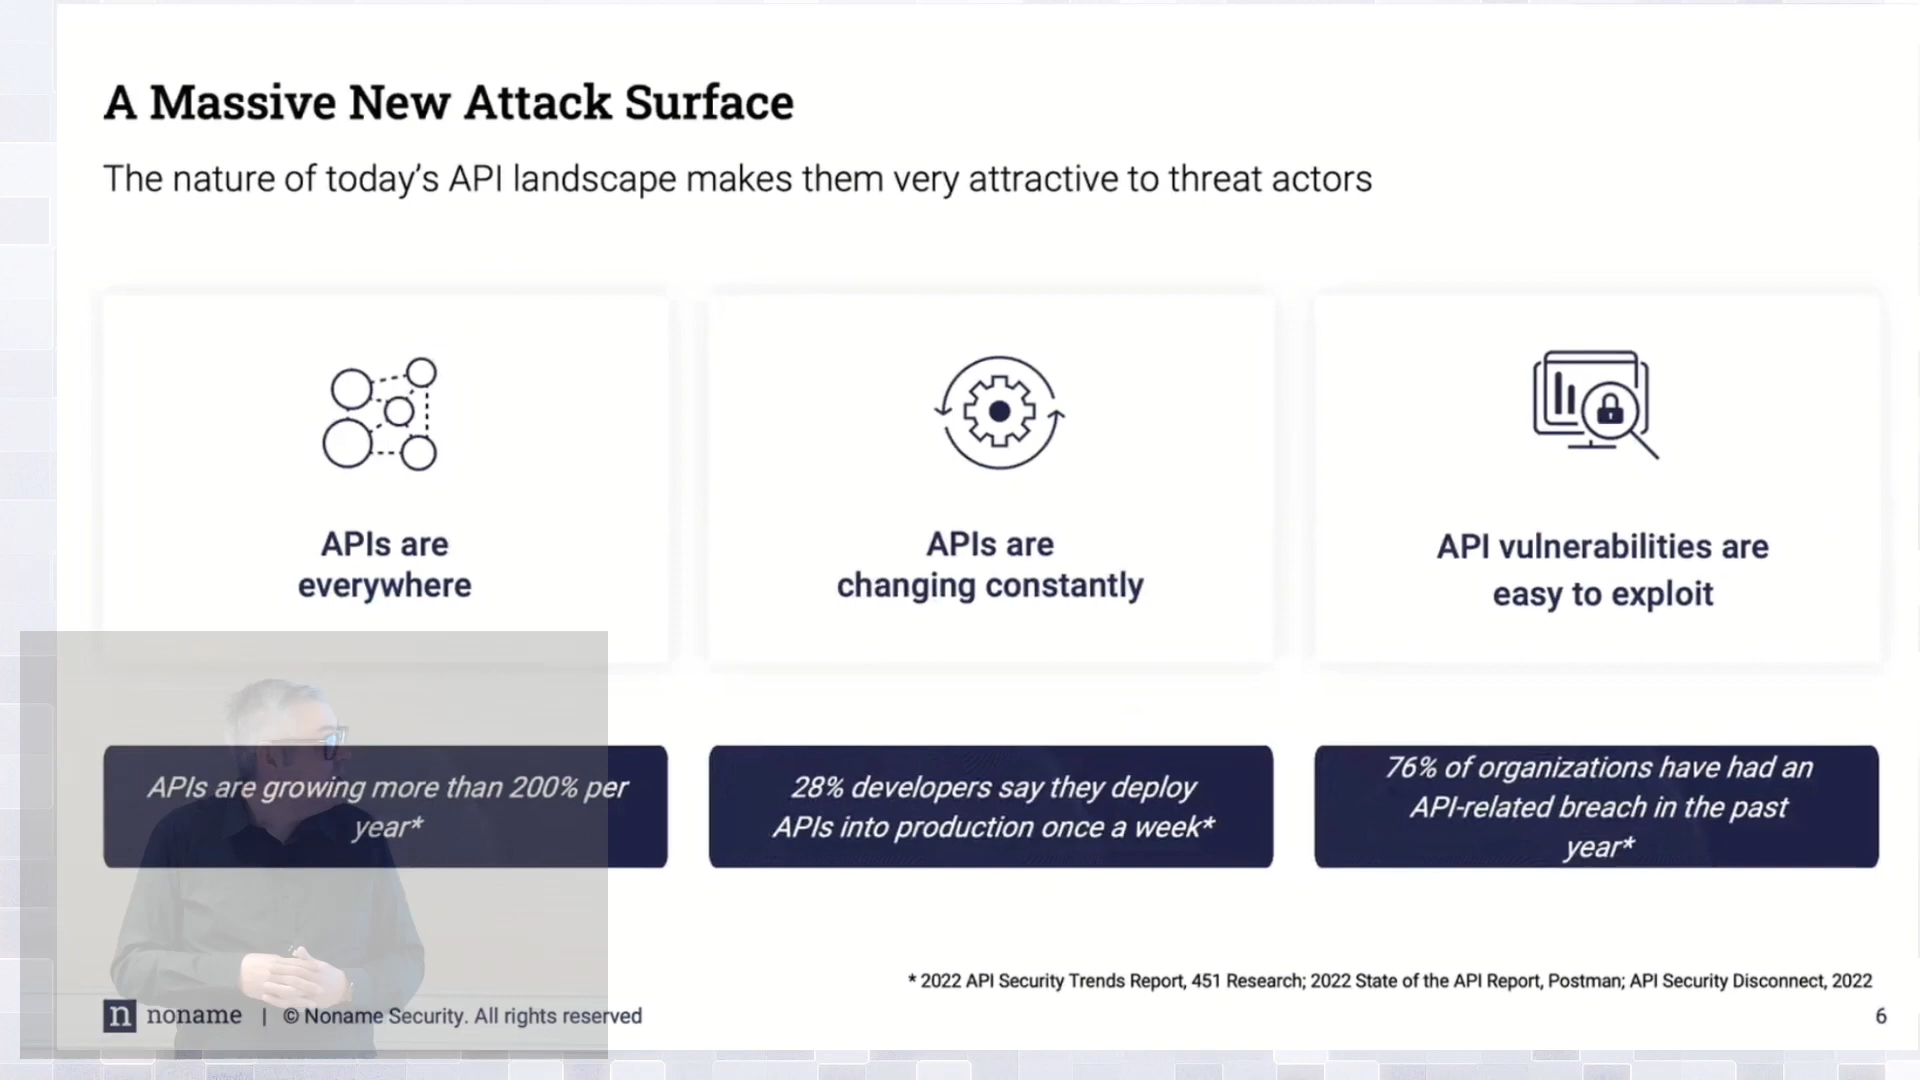 A Massive New Attack Surface
The nature of today's API landscape makes them very attractive to threat actors
APIs are
everywhere
APIs are
changing constantly
API vulnerabilities are
easy to exploit
APIs are growing more than 200% per
year*
28% developers say they deploy
APIs into production once a week*
76% of organizations have had an
API-related breach in the past
year*
* 2022 API Security Trends Report, 451 Research; 2022 State of the API Report, Postman; API Security Disconnect, 2022
n noname | © Noname Security. All rights reserved
6